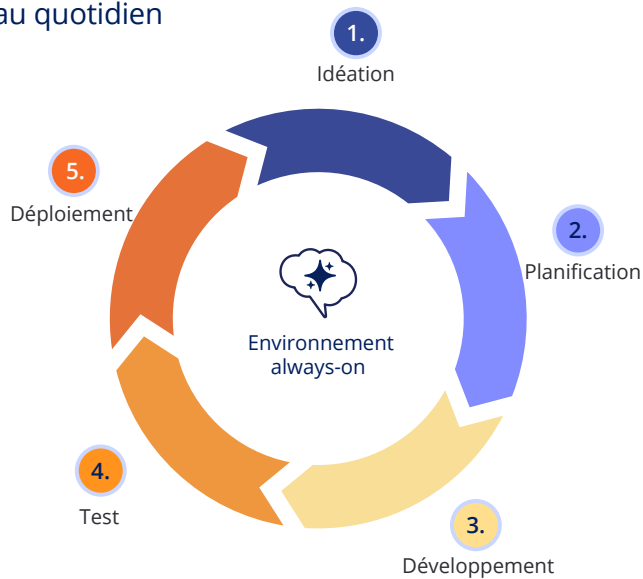 au quotidien
1.
Idéation
2.
Planification
3.
Développement
4.
Test
5.
Déploiement
Environnement
always-on